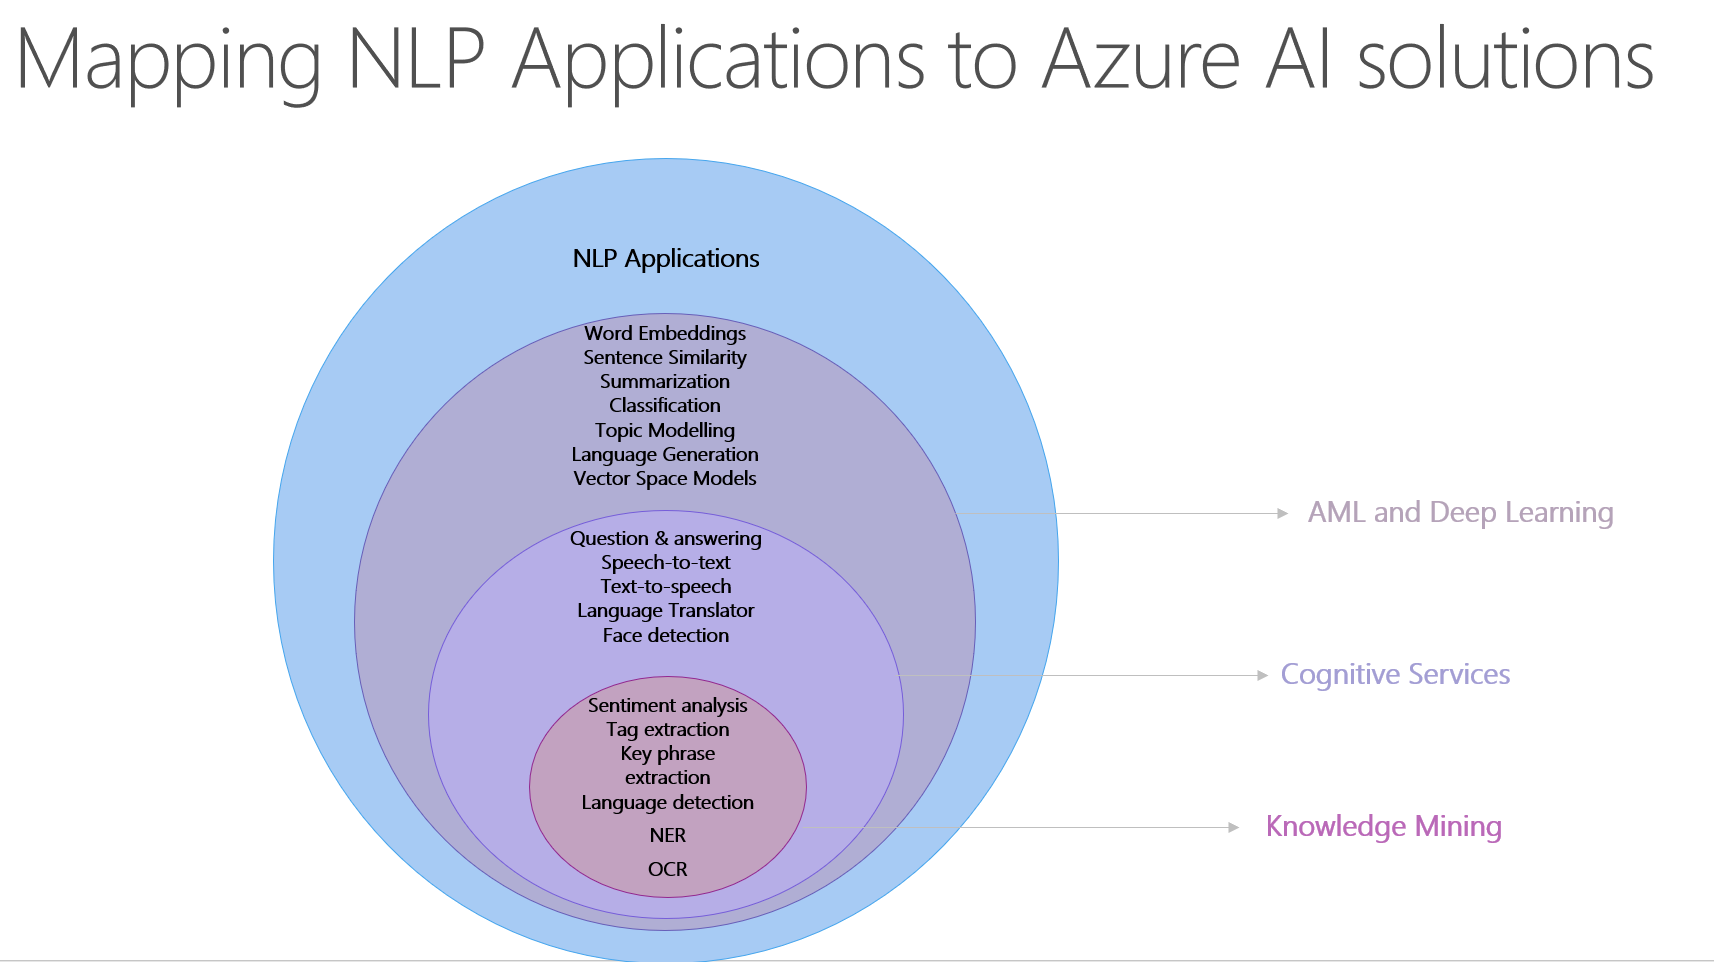 Mapping NLP Applications to Azure AI solutions
NLP Applications
Word Embeddings
Sentence Similarity
Summarization
Classification
Topic Modelling
Language Generation
Vector Space Models
AML and Deep Learning
Question & answering
Speech-to-text
Text-to-speech
Language Translator
Face detection
Cognitive Services
Sentiment analysis
Tag extraction
Key phrase
extraction
Language detection
NER
OCR
Knowledge Mining